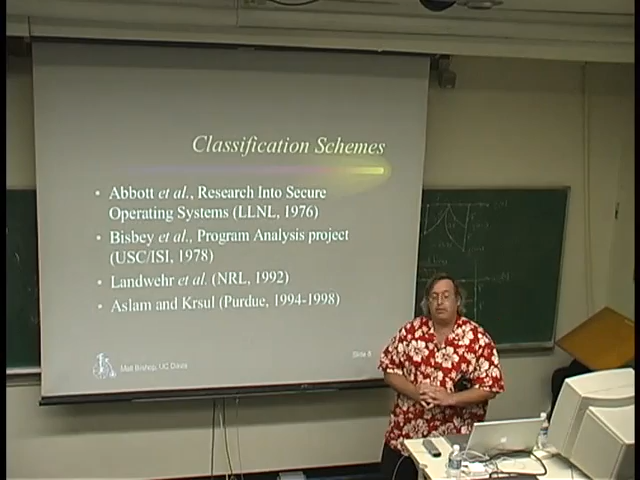 Classification Schemes
• Abbott et al., Research Into Secure
Operating Systems (LLNL, 1976)
• Bisbey et al., Program Analysis project
(USC/ISI, 1978)
• Landwehr et al. (NRL, 1992)
• Aslam and Krsul (Purdue, 1994-1998)
Matt Bishop, UC Davis
Slide 8